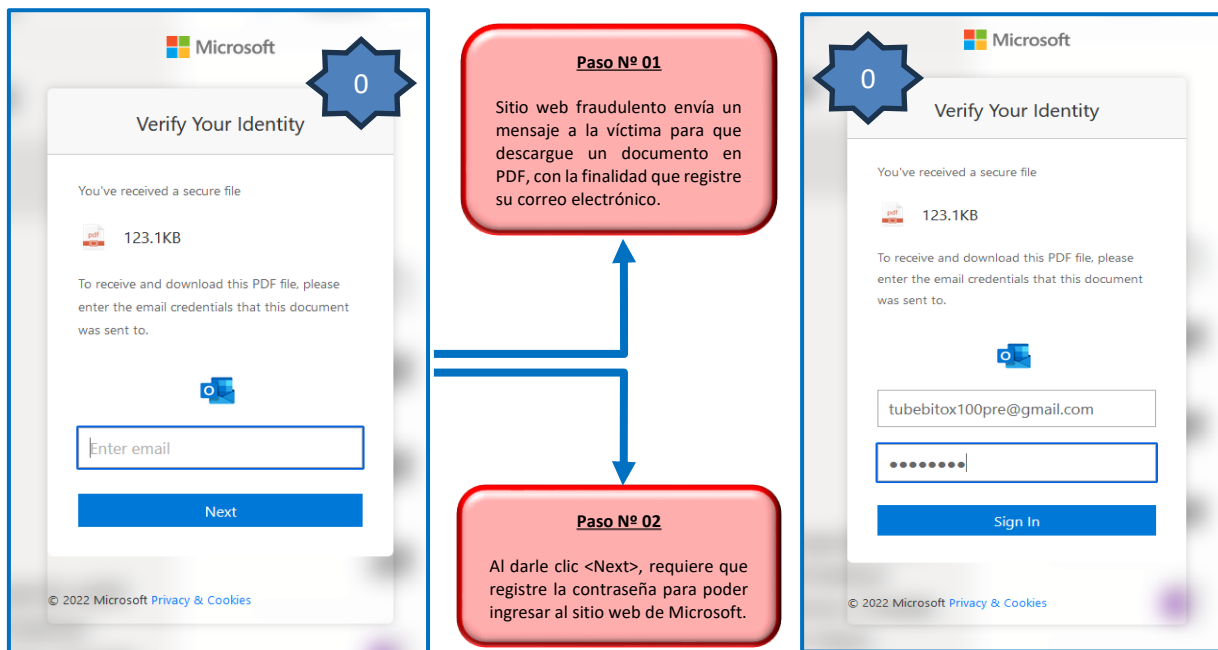 Microsoft
0
Verify Your Identity
You've received a secure file
pdf
123.1KB
To receive and download this PDF file, please
enter the email credentials that this document
was sent to.
Enter email
Next
© 2022 Microsoft Privacy & Cookies
Paso Nº 01
Sitio web fraudulento envía un
mensaje a la víctima para que
descargue un documento en
PDF, con la finalidad que registre
su correo electrónico.
Paso Nº 02
Al darle clic <Next>, requiere que
registre la contraseña para poder
ingresar al sitio web de Microsoft.
Microsoft
0
Verify Your Identity
You've received a secure file
pdf
123.1KB
To receive and download this PDF file, please
enter the email credentials that this document
was sent to.
tubebitox100pre@gmail.com
●●●●●●●●
Sign In
© 2022 Microsoft Privacy & Cookies